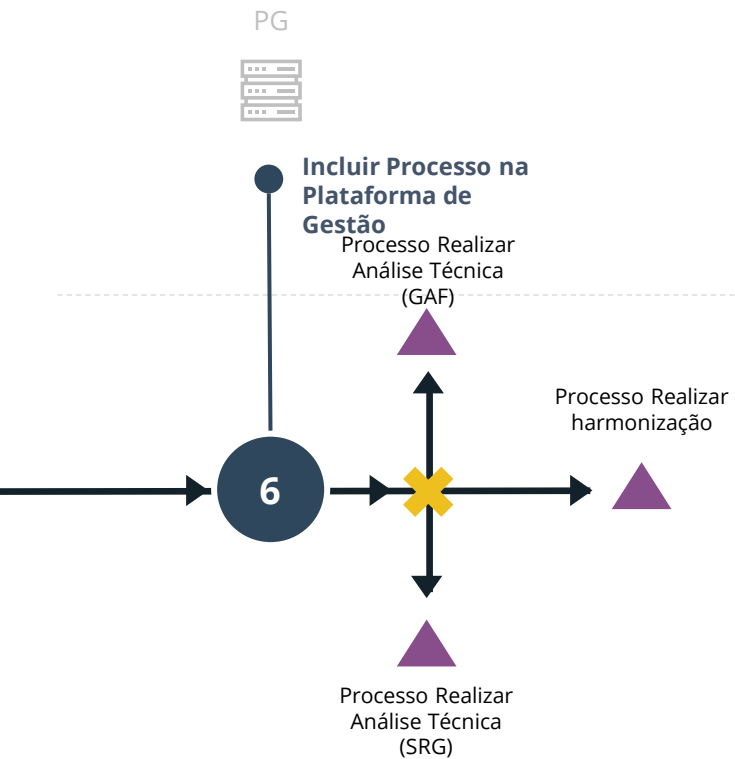 PG
Incluir Processo na
Plataforma de
Gestão
Processo Realizar
Análise Técnica
(GAF)
Processo Realizar
harmonização
6
Processo Realizar
Análise Técnica
(SRG)